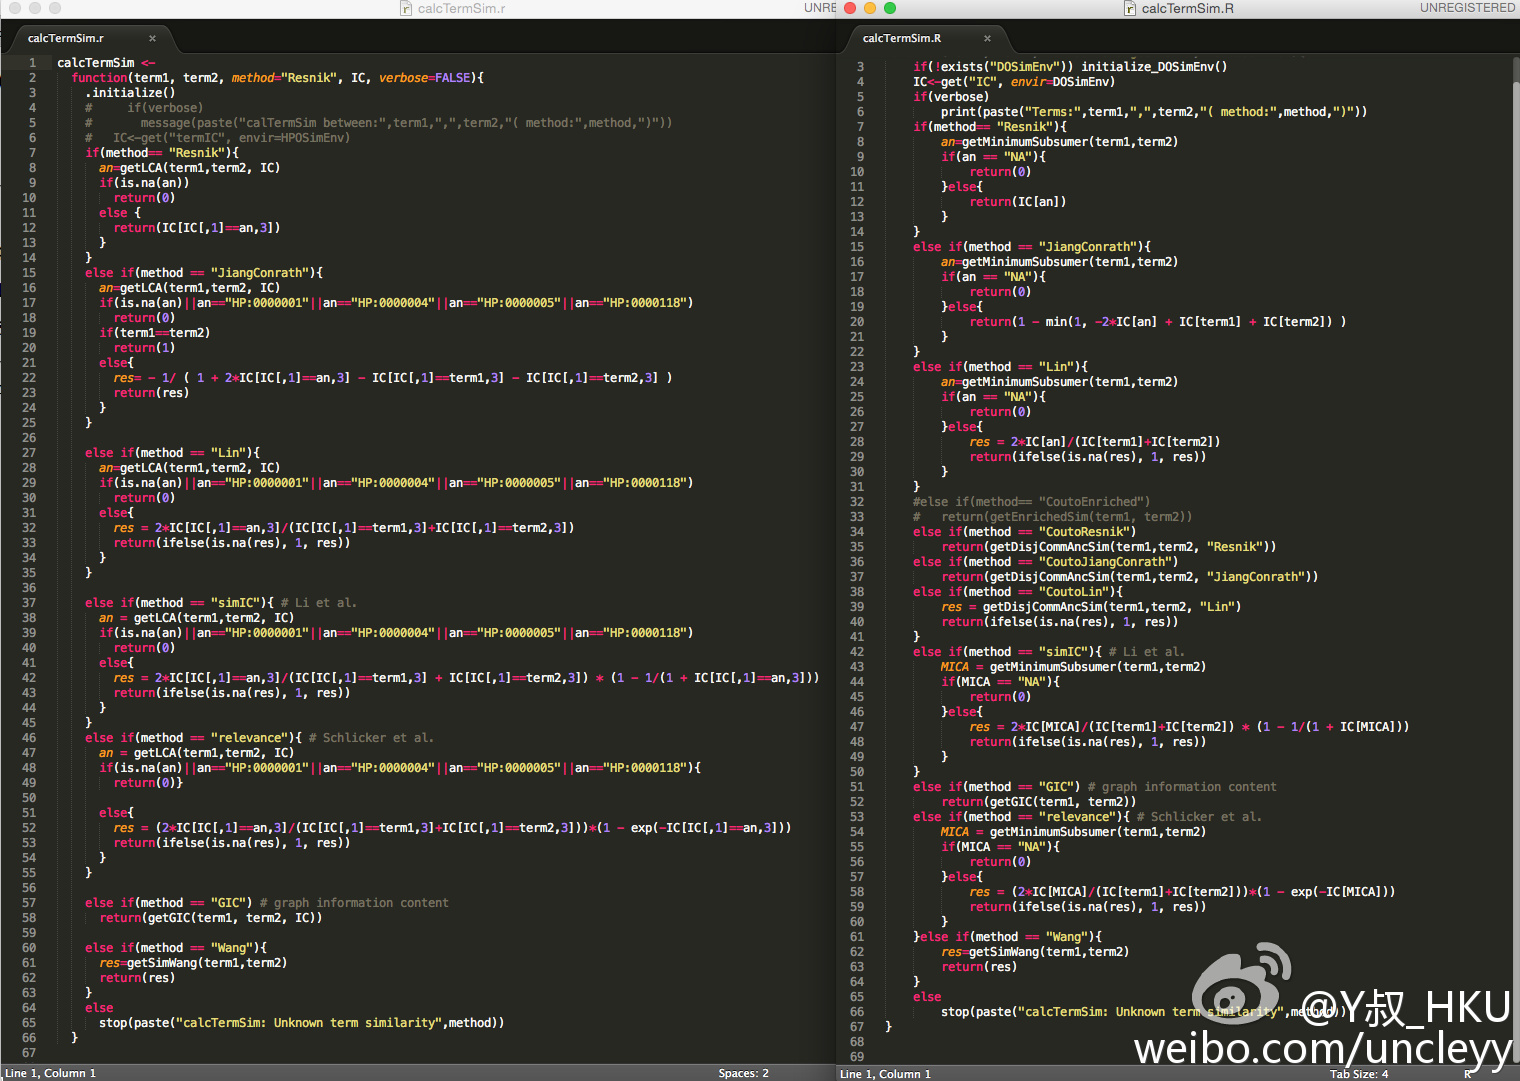 calcTermSim.r
UNRE
calcTermSim.r ×
1 calcTermSim <-
2 function(term1, term2, method="Resnik", IC, verbose=FALSE){
3 .initialize()
4 #     if(verbose)
5 #       message(paste("calTermSim between:",term1,",",term2,"( method:",method,")"))
6 #   IC<-get("termIC", envir=HPOSimEnv)
7 if(method== "Resnik"){
8 an=getLCA(term1,term2, IC)
9 if(is.na(an))
10 return(0)
11 else {
12 return(IC[IC[,1]==an,3])
13 }
14 }
15 else if(method == "JiangConrath"){
16 an=getLCA(term1,term2, IC)
17 if(is.na(an)||an=="HP:0000001"||an=="HP:0000004"||an=="HP:0000005"||an=="HP:0000118")
18 return(0)
19 if(term1==term2)
20 return(1)
21 else{
22 res= - 1/ ( 1 + 2*IC[IC[,1]==an,3] - IC[IC[,1]==term1,3] - IC[IC[,1]==term2,3] )
23 return(res)
24 }
25 }
26
27 else if(method == "Lin"){
28 an=getLCA(term1,term2, IC)
29 if(is.na(an)||an=="HP:0000001"||an=="HP:0000004"||an=="HP:0000005"||an=="HP:0000118")
30 return(0)
31 else{
32 res = 2*IC[IC[,1]==an,3]/(IC[IC[,1]==term1,3]+IC[IC[,1]==term2,3])
33 return(ifelse(is.na(res), 1, res))
34 }
35 }
36
37 else if(method == "simIC"){ # Li et al.
38 an = getLCA(term1,term2, IC)
39 if(is.na(an)||an=="HP:0000001"||an=="HP:0000004"||an=="HP:0000005"||an=="HP:0000118")
40 return(0)
41 else{
42 res = 2*IC[IC[,1]==an,3]/(IC[IC[,1]==term1,3] + IC[IC[,1]==term2,3]) * (1 - 1/(1 + IC[IC[,1]==an,3]))
43 return(ifelse(is.na(res), 1, res))
44 }
45 }
46 else if(method == "relevance"){ # Schlicker et al.
47 an = getLCA(term1,term2, IC)
48 if(is.na(an)||an=="HP:0000001"||an=="HP:0000004"||an=="HP:0000005"||an=="HP:0000118"){
49 return(0)}
50
51 else{
52 res = (2*IC[IC[,1]==an,3]/(IC[IC[,1]==term1,3]+IC[IC[,1]==term2,3]))*(1 - exp(-IC[IC[,1]==an,3]))
53 return(ifelse(is.na(res), 1, res))
54 }
55 }
56
57 else if(method == "GIC") # graph information content
58 return(getGIC(term1, term2, IC))
59
60 else if(method == "Wang"){
61 res=getSimWang(term1,term2)
62 return(res)
63 }
64 else
65 stop(paste("calcTermSim: Unknown term similarity",method))
66 }
67
Line 1, Column 1
Spaces: 2
calcTermSim.R
UNREGISTERED
calcTermSim.R ×
3 if(!exists("DOSimEnv")) initialize_DOSimEnv()
4 IC<-get("IC", envir=DOSimEnv)
5 if(verbose)
6 print(paste("Terms:",term1,",",term2,"( method:",method,")"))
7 if(method== "Resnik"){
8 an=getMinimumSubsumer(term1,term2)
9 if(an == "NA"){
10 return(0)
11 }else{
12 return(IC[an])
13 }
14 }
15 else if(method == "JiangConrath"){
16 an=getMinimumSubsumer(term1,term2)
17 if(an == "NA"){
18 return(0)
19 }else{
20 return(1 - min(1, -2*IC[an] + IC[term1] + IC[term2]) )
21 }
22 }
23 else if(method == "Lin"){
24 an=getMinimumSubsumer(term1,term2)
25 if(an == "NA"){
26 return(0)
27 }else{
28 res = 2*IC[an]/(IC[term1]+IC[term2])
29 return(ifelse(is.na(res), 1, res))
30 }
31 }
32 #else if(method== "CoutoEnriched")
33 #   return(getEnrichedSim(term1, term2))
34 else if(method == "CoutoResnik")
35 return(getDisjCommAncSim(term1,term2, "Resnik"))
36 else if(method == "CoutoJiangConrath")
37 return(getDisjCommAncSim(term1,term2, "JiangConrath"))
38 else if(method == "CoutoLin"){
39 res = getDisjCommAncSim(term1,term2, "Lin")
40 return(ifelse(is.na(res), 1, res))
41 }
42 else if(method == "simIC"){ # Li et al.
43 MICA = getMinimumSubsumer(term1,term2)
44 if(MICA == "NA"){
45 return(0)
46 }else{
47 res = 2*IC[MICA]/(IC[term1]+IC[term2]) * (1 - 1/(1 + IC[MICA]))
48 return(ifelse(is.na(res), 1, res))
49 }
50 }
51 else if(method == "GIC") # graph information content
52 return(getGIC(term1, term2))
53 else if(method == "relevance"){ # Schlicker et al.
54 MICA = getMinimumSubsumer(term1,term2)
55 if(MICA == "NA"){
56 return(0)
57 }else{
58 res = (2*IC[MICA]/(IC[term1]+IC[term2]))*(1 - exp(-IC[MICA]))
59 return(ifelse(is.na(res), 1, res))
60 }
61 }else if(method == "Wang"){
62 res=getSimWang(term1,term2)
63 return(res)
64 }
65 else
66 stop(paste("calcTermSim: Unknown term similarity",method))
67 }
68
69
Line 1, Column 1
Tab Size: 4
R
@Y叔_HKU
weibo.com/uncleyy